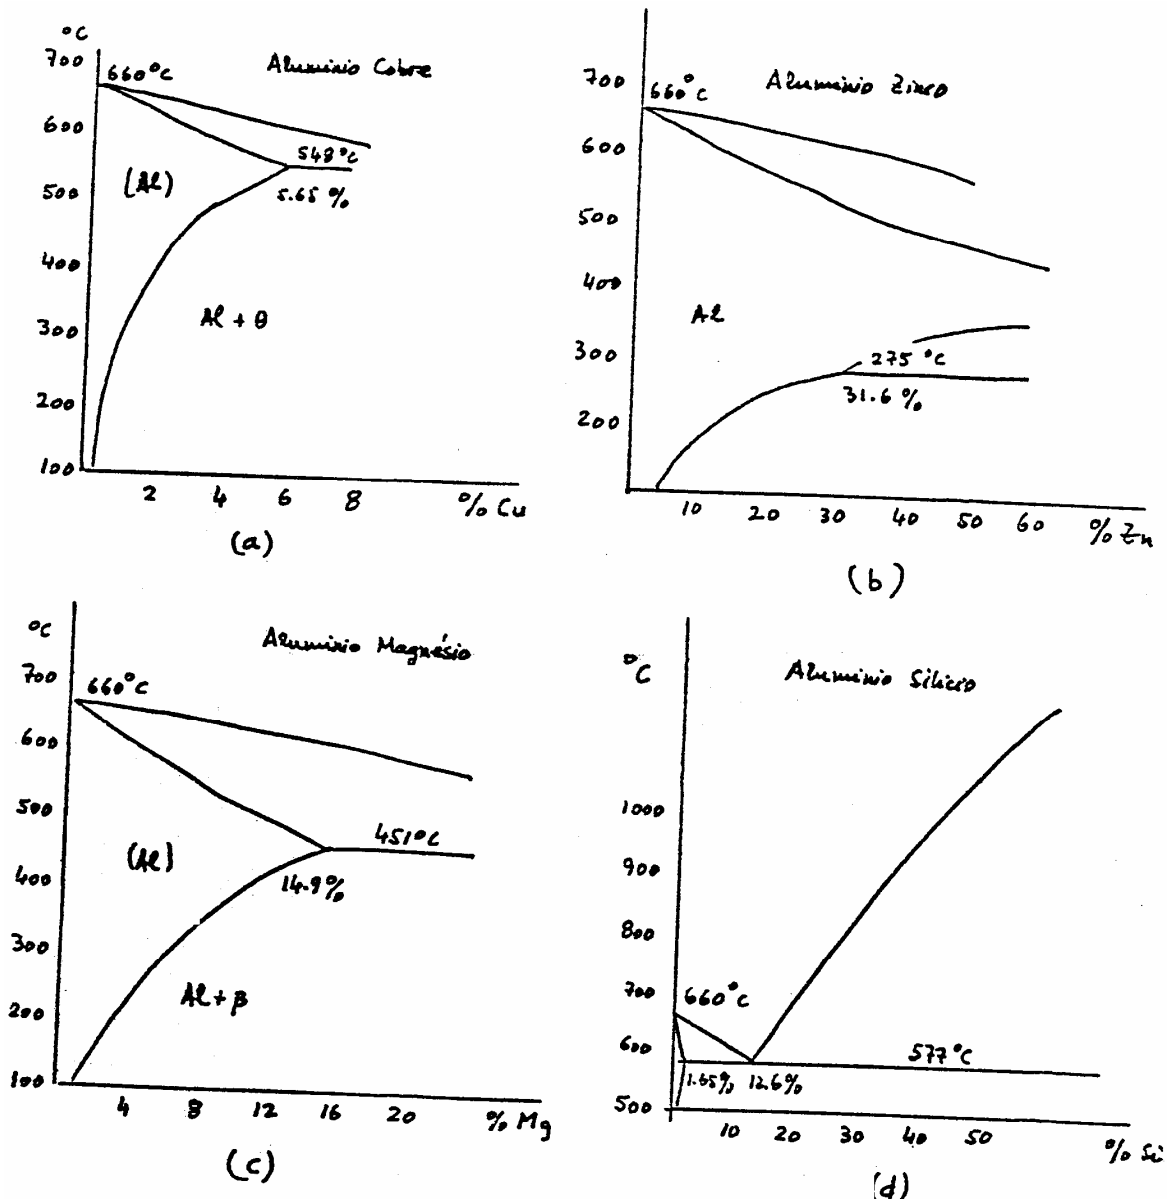 °C
Aluminio Cobre
700
660°C
600
548°C
(Al)
5.65 %
500
400
Al + θ
300
200
100
2 4 6 8 % Cu
(a)
Aluminio Zinco
700
660°C
600
500
400
Al
300
275 °C
31.6 %
200
10 20 30 40 50 60 % Zn
(b)
°C
Aluminio Magnésio
700
660°C
600
500
451°C
(Al)
14.9%
400
300
Al + β
200
100
4 8 12 16 20 % Mg
(c)
°C
Aluminio Silicio
1000
900
800
700
660°C
600
577°C
1.65% 12.6%
500
10 20 30 40 50 % Si
(d)